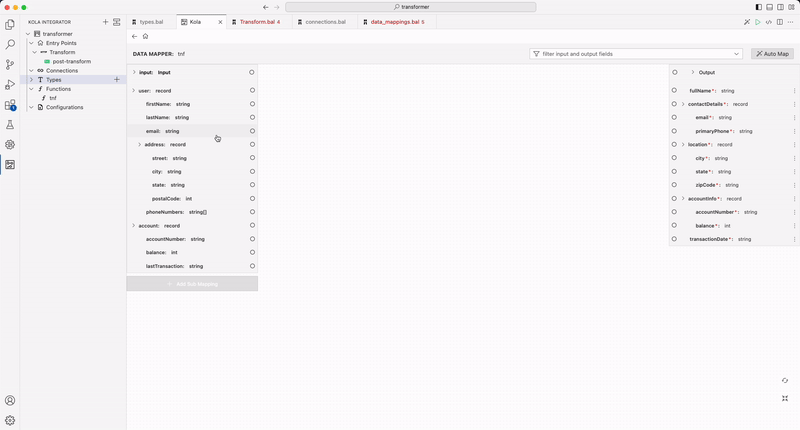 transformer
KOLA INTEGRATOR
types.bal
Kola
Transform.bal 4
connections.bal
data_mappings.bal 5
transformer
Entry Points
Transform
post-transform
Connections
Types
Functions
tnf
Configurations
DATA MAPPER: tnf
filter input and output fields
Auto Map
input: Input
user: record
firstName: string
lastName: string
email: string
address: record
street: string
city: string
state: string
postalCode: int
phoneNumbers: string[]
account: record
accountNumber: string
balance: int
lastTransaction: string
Add Sub Mapping
Output
fullName*: string
contactDetails*: record
email*: string
primaryPhone*: string
location*: record
city*: string
state*: string
zipCode*: string
accountInfo*: record
accountNumber*: string
balance*: int
transactionDate*: string